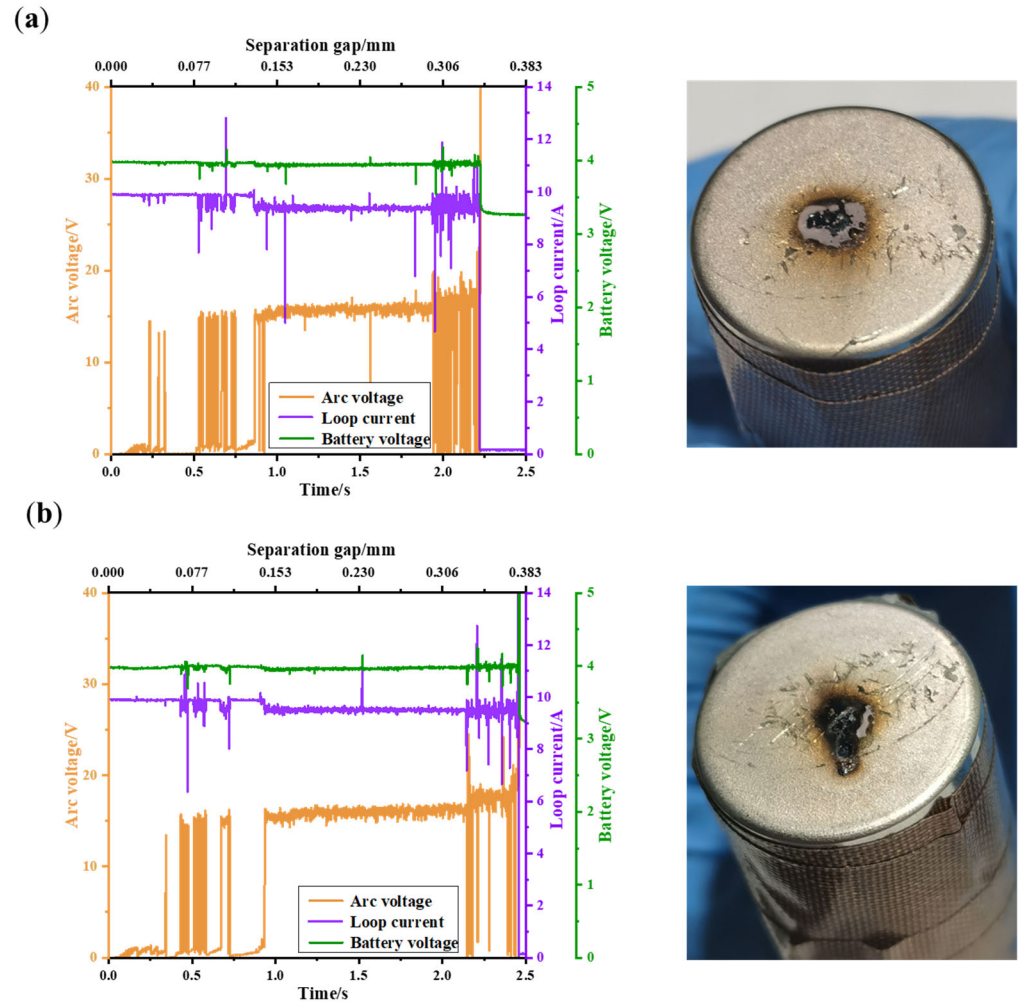 (a)
Separation gap/mm
0.000 0.077 0.153 0.230 0.306 0.383
40 14 5
12
4
30 10
3
8
20
6
2
10 4
1
2
0 0 0
Arc voltage/V
Loop current/A
Battery voltage/V
Arc voltage
Loop current
Battery voltage
0.0 0.5 1.0 1.5 2.0 2.5
Time/s
(b)
Separation gap/mm
0.000 0.077 0.153 0.230 0.306 0.383
40 14 5
12
4
30 10
3
8
20
6
2
10 4
1
2
0 0 0
Arc voltage/V
Loop current/A
Battery voltage/V
Arc voltage
Loop current
Battery voltage
0.0 0.5 1.0 1.5 2.0 2.5
Time/s